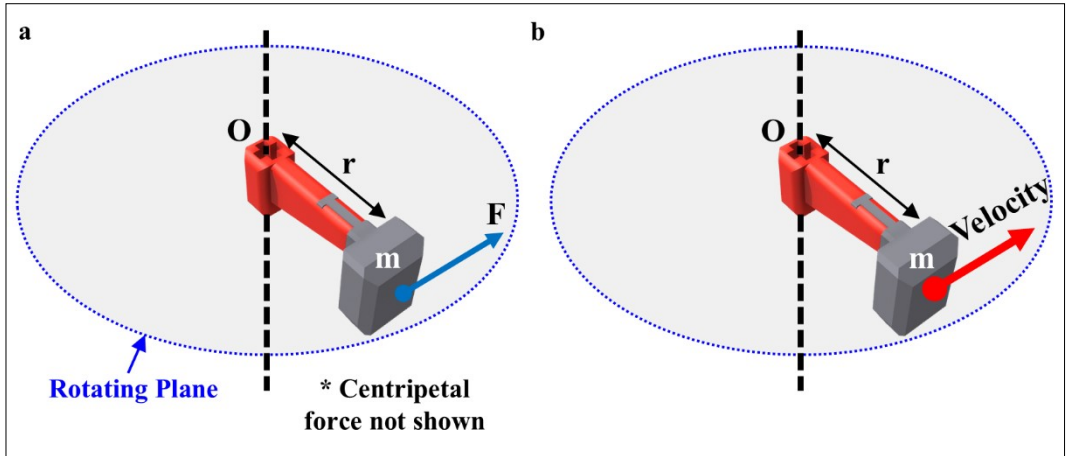 a
O
r
F
m
Rotating Plane
* Centripetal
force not shown
b
O
r
Velocity
m